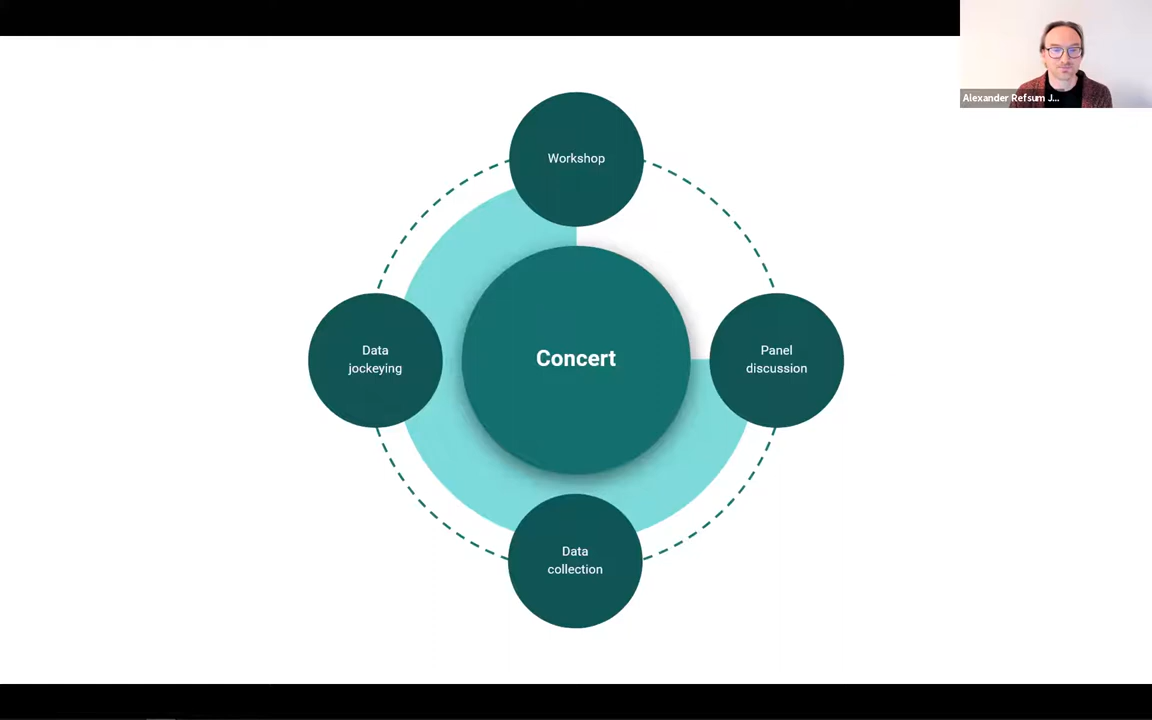 Alexander Refsum J...
Workshop
Data
jockeying
Concert
Panel
discussion
Data
collection